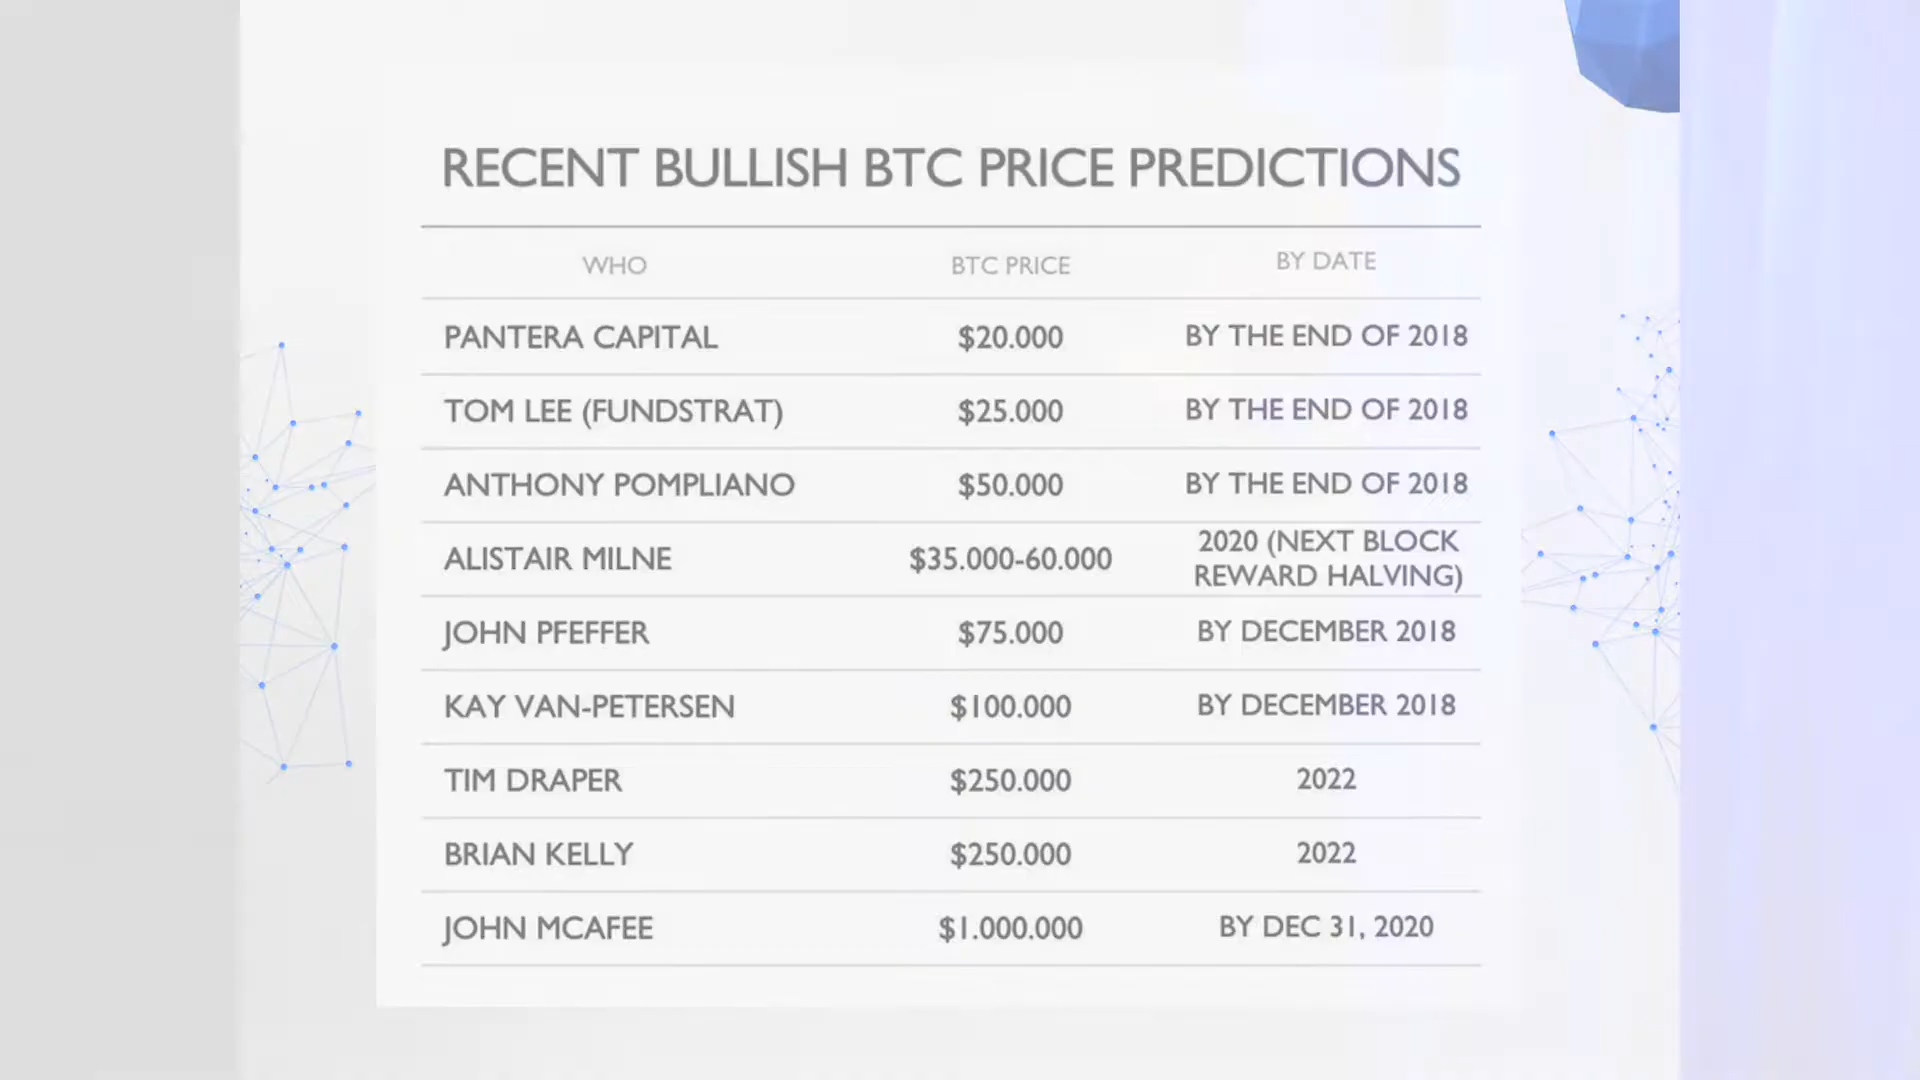 RECENT BULLISH BTC PRICE PREDICTIONS
WHO BTC PRICE BY DATE
PANTERA CAPITAL $20.000 BY THE END OF 2018
TOM LEE (FUNDSTRAT) $25.000 BY THE END OF 2018
ANTHONY POMPLIANO $50.000 BY THE END OF 2018
ALISTAIR MILNE $35.000-60.000 2020 (NEXT BLOCK
REWARD HALVING)
JOHN PFEFFER $75.000 BY DECEMBER 2018
KAY VAN-PETERSEN $100.000 BY DECEMBER 2018
TIM DRAPER $250.000 2022
BRIAN KELLY $250.000 2022
JOHN MCAFEE $1.000.000 BY DEC 31, 2020